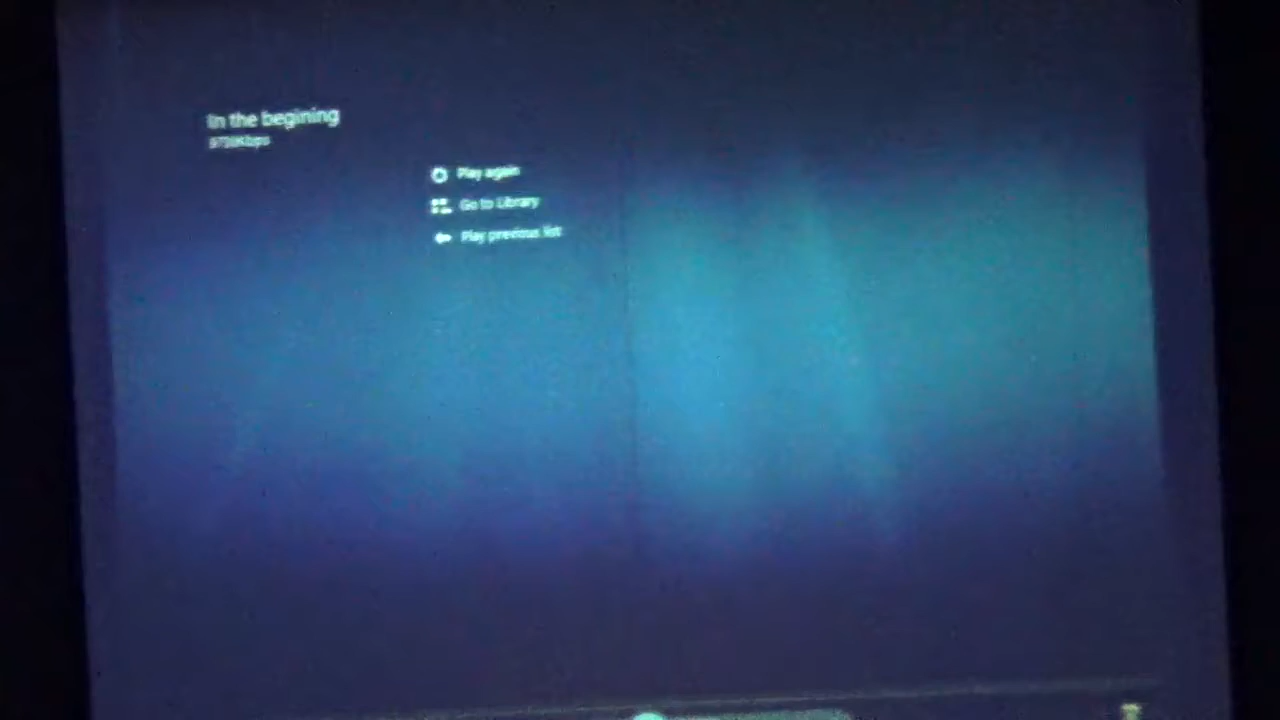 In the begining
Play again
Go to Library
Play previous list